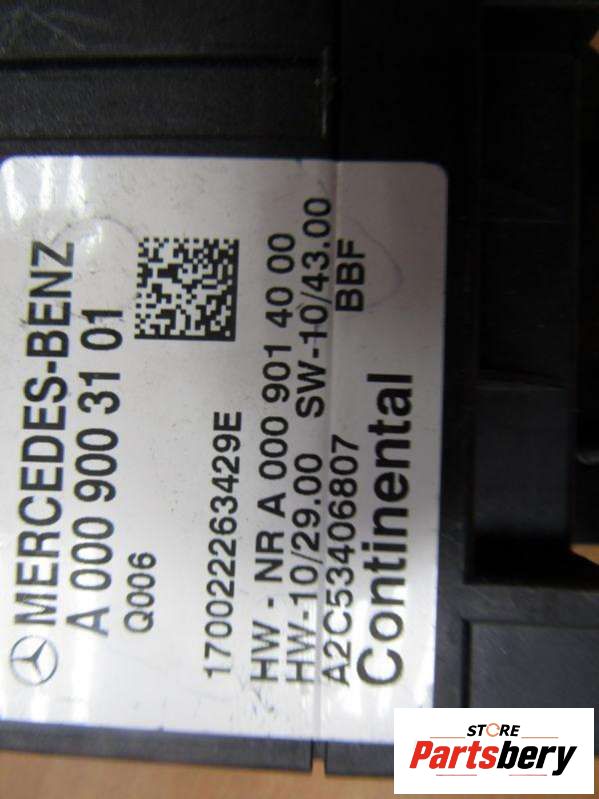 MERCEDES-BENZ
A 000 900 31 01
Q006
1700222263429E
HW - NR A 000 901 40 00
HW-10/29.00 SW-10/43.00
A2C53406807 BBF
Continental
STORE
Partsbery